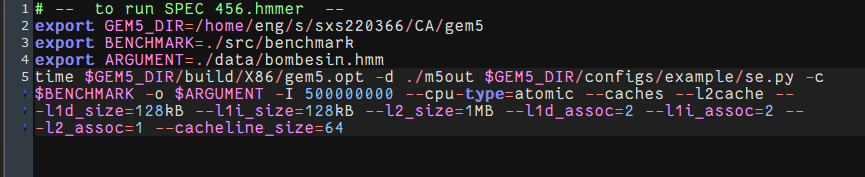 1 # --  to run SPEC 456.hmmer  --
2 export GEM5_DIR=/home/eng/s/sxs220366/CA/gem5
3 export BENCHMARK=./src/benchmark
4 export ARGUMENT=./data/bombesin.hmm
5 time $GEM5_DIR/build/X86/gem5.opt -d ./m5out $GEM5_DIR/configs/example/se.py -c
$BENCHMARK -o $ARGUMENT -I 500000000 --cpu-type=atomic --caches --l2cache --
-l1d_size=128kB --l1i_size=128kB --l2_size=1MB --l1d_assoc=2 --l1i_assoc=2 --
-l2_assoc=1 --cacheline_size=64